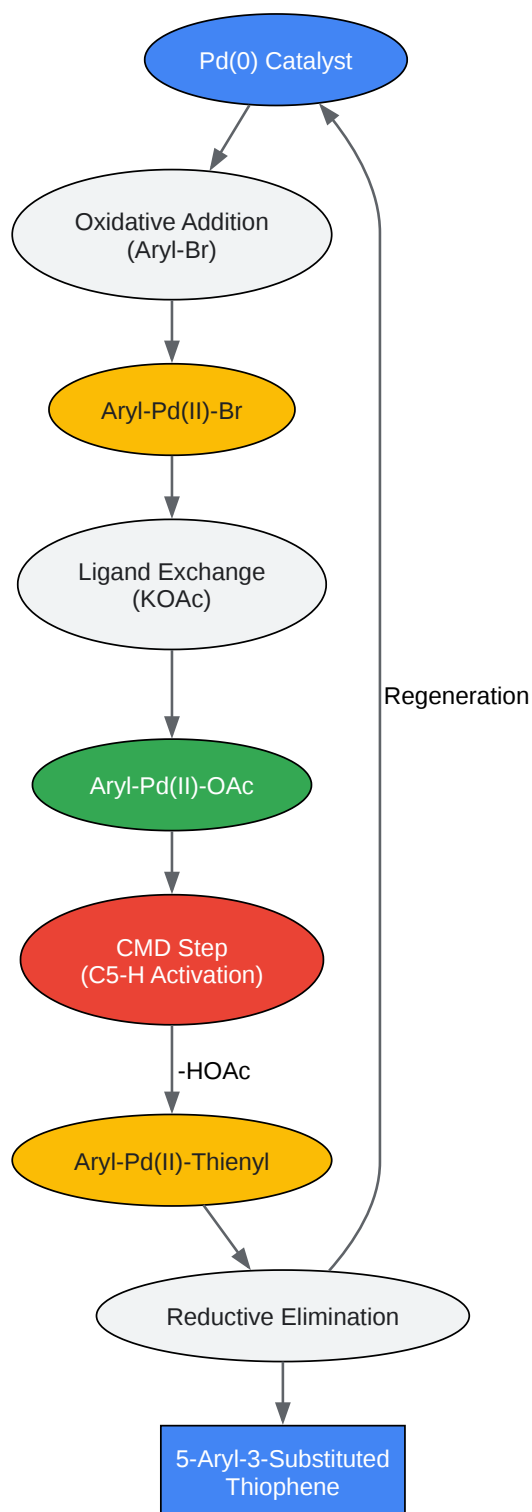 Pd(0) Catalyst
Oxidative Addition
(Aryl-Br)
Aryl-Pd(II)-Br
Ligand Exchange
(KOAc)
Regeneration
Aryl-Pd(II)-OAc
CMD Step
(C5-H Activation)
-HOAc
Aryl-Pd(II)-Thienyl
Reductive Elimination
5-Aryl-3-Substituted
Thiophene